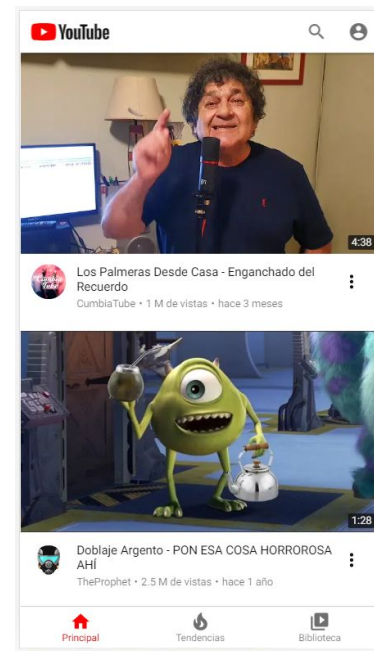 YouTube
4:38
Los Palmeras Desde Casa - Enganchado del
Recuerdo
CumbiaTube • 1 M de vistas • hace 3 meses
1:28
Doblaje Argento - PON ESA COSA HORROROSA
AHÍ
TheProphet • 2.5 M de vistas • hace 1 año
Principal
Tendencias
Biblioteca